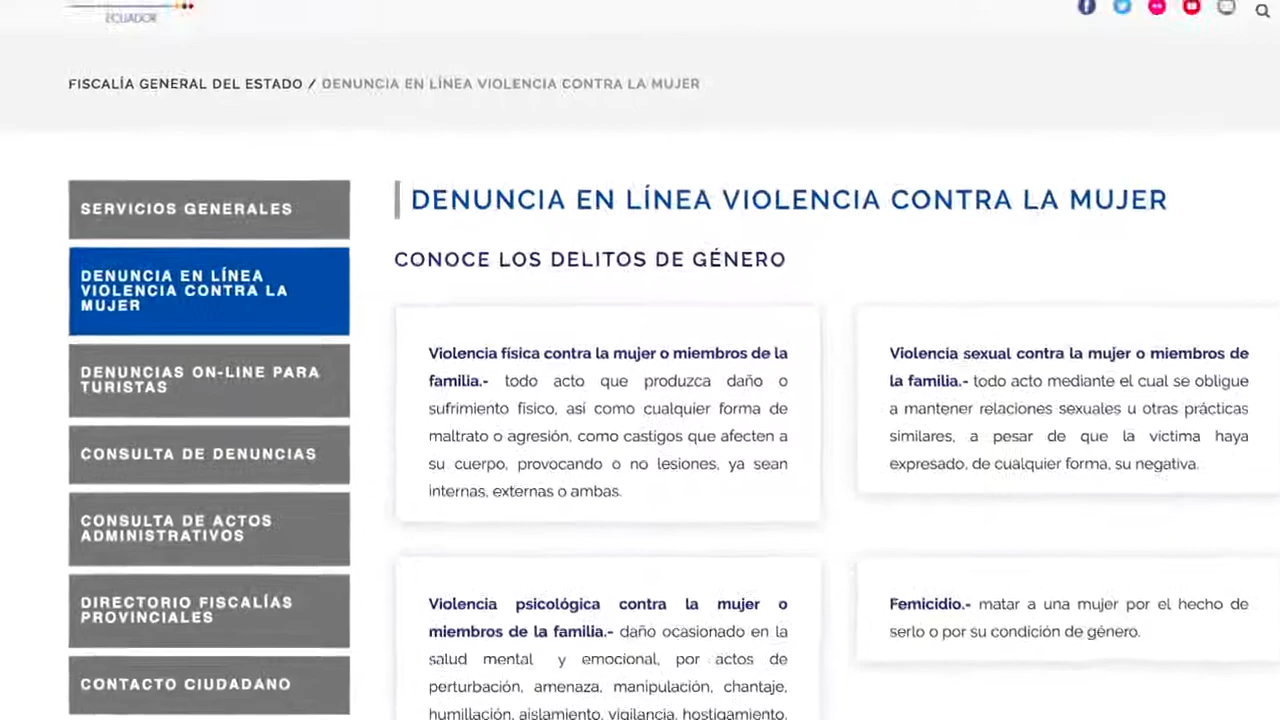 ECUADOR
FISCALÍA GENERAL DEL ESTADO / DENUNCIA EN LÍNEA VIOLENCIA CONTRA LA MUJER
SERVICIOS GENERALES
DENUNCIA EN LÍNEA
VIOLENCIA CONTRA LA
MUJER
DENUNCIAS ON-LINE PARA
TURISTAS
CONSULTA DE DENUNCIAS
CONSULTA DE ACTOS
ADMINISTRATIVOS
DIRECTORIO FISCALÍAS
PROVINCIALES
CONTACTO CIUDADANO
DENUNCIA EN LÍNEA VIOLENCIA CONTRA LA MUJER
CONOCE LOS DELITOS DE GÉNERO
Violencia física contra la mujer o miembros de la
familia.- todo acto que produzca daño o
sufrimiento físico, así como cualquier forma de
maltrato o agresión, como castigos que afecten a
su cuerpo, provocando o no lesiones, ya sean
internas, externas o ambas.
Violencia sexual contra la mujer o miembros de
la familia.- todo acto mediante el cual se obligue
a mantener relaciones sexuales u otras prácticas
similares, a pesar de que la víctima haya
expresado, de cualquier forma, su negativa.
Violencia psicológica contra la mujer o
miembros de la familia.- daño ocasionado en la
salud mental y emocional, por actos de
perturbación, amenaza, manipulación, chantaje,
humillación, aislamiento, vigilancia, hostigamiento,
Femicidio.- matar a una mujer por el hecho de
serlo o por su condición de género.